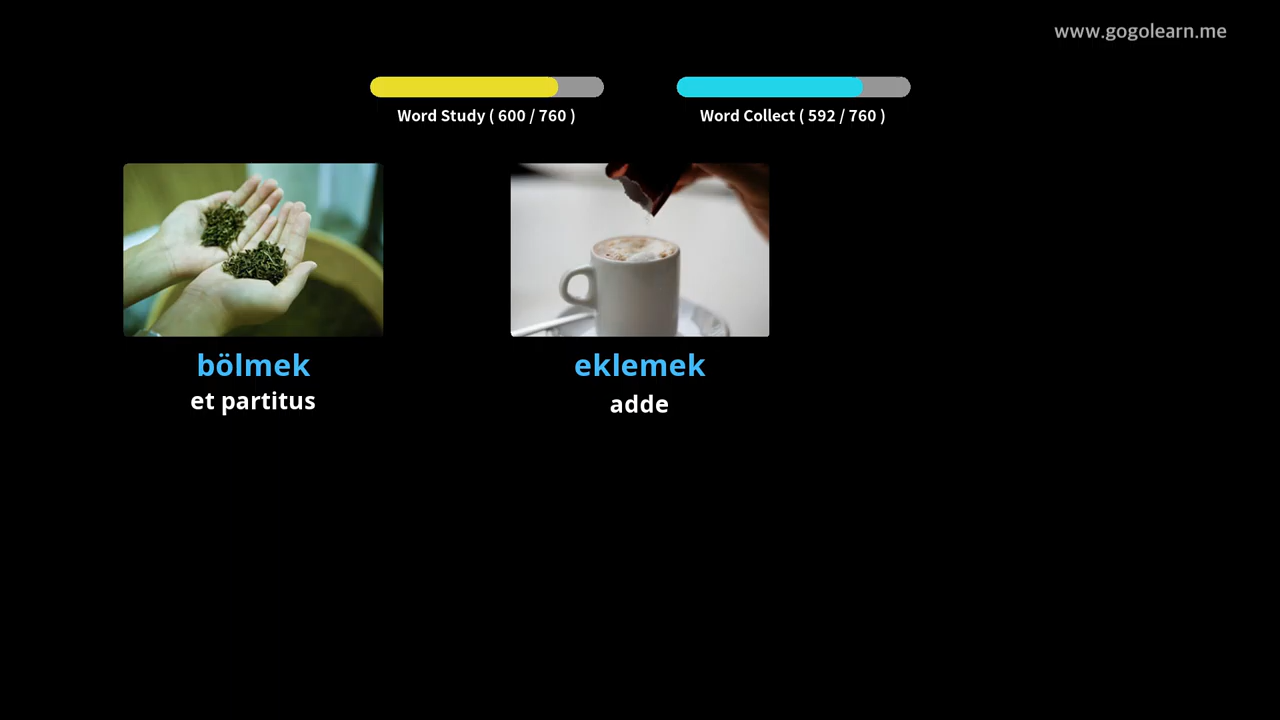 www.gogolearn.me
Word Study ( 600 / 760 )
Word Collect ( 592 / 760 )
bölmek
et partitus
eklemek
adde